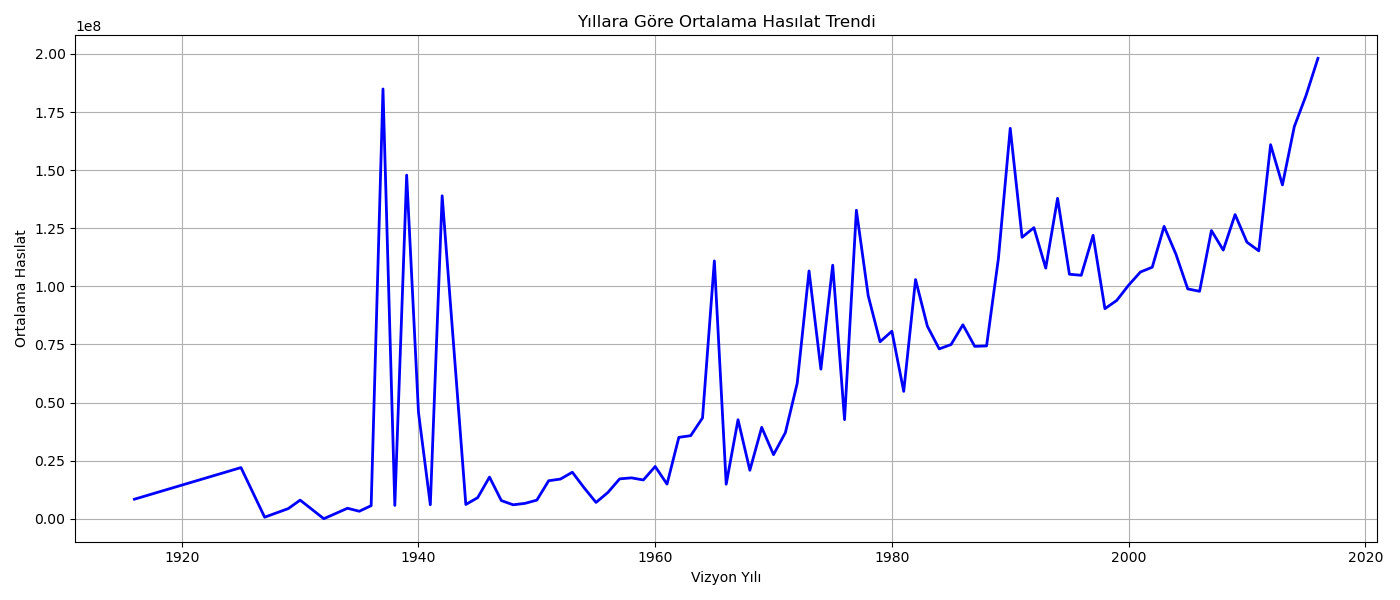 Yıllara Göre Ortalama Hasılat Trendi
1e8
2.00
1.75
1.50
1.25
1.00
0.75
0.50
0.25
0.00
Ortalama Hasılat
1920 1940 1960 1980 2000 2020
Vizyon Yılı